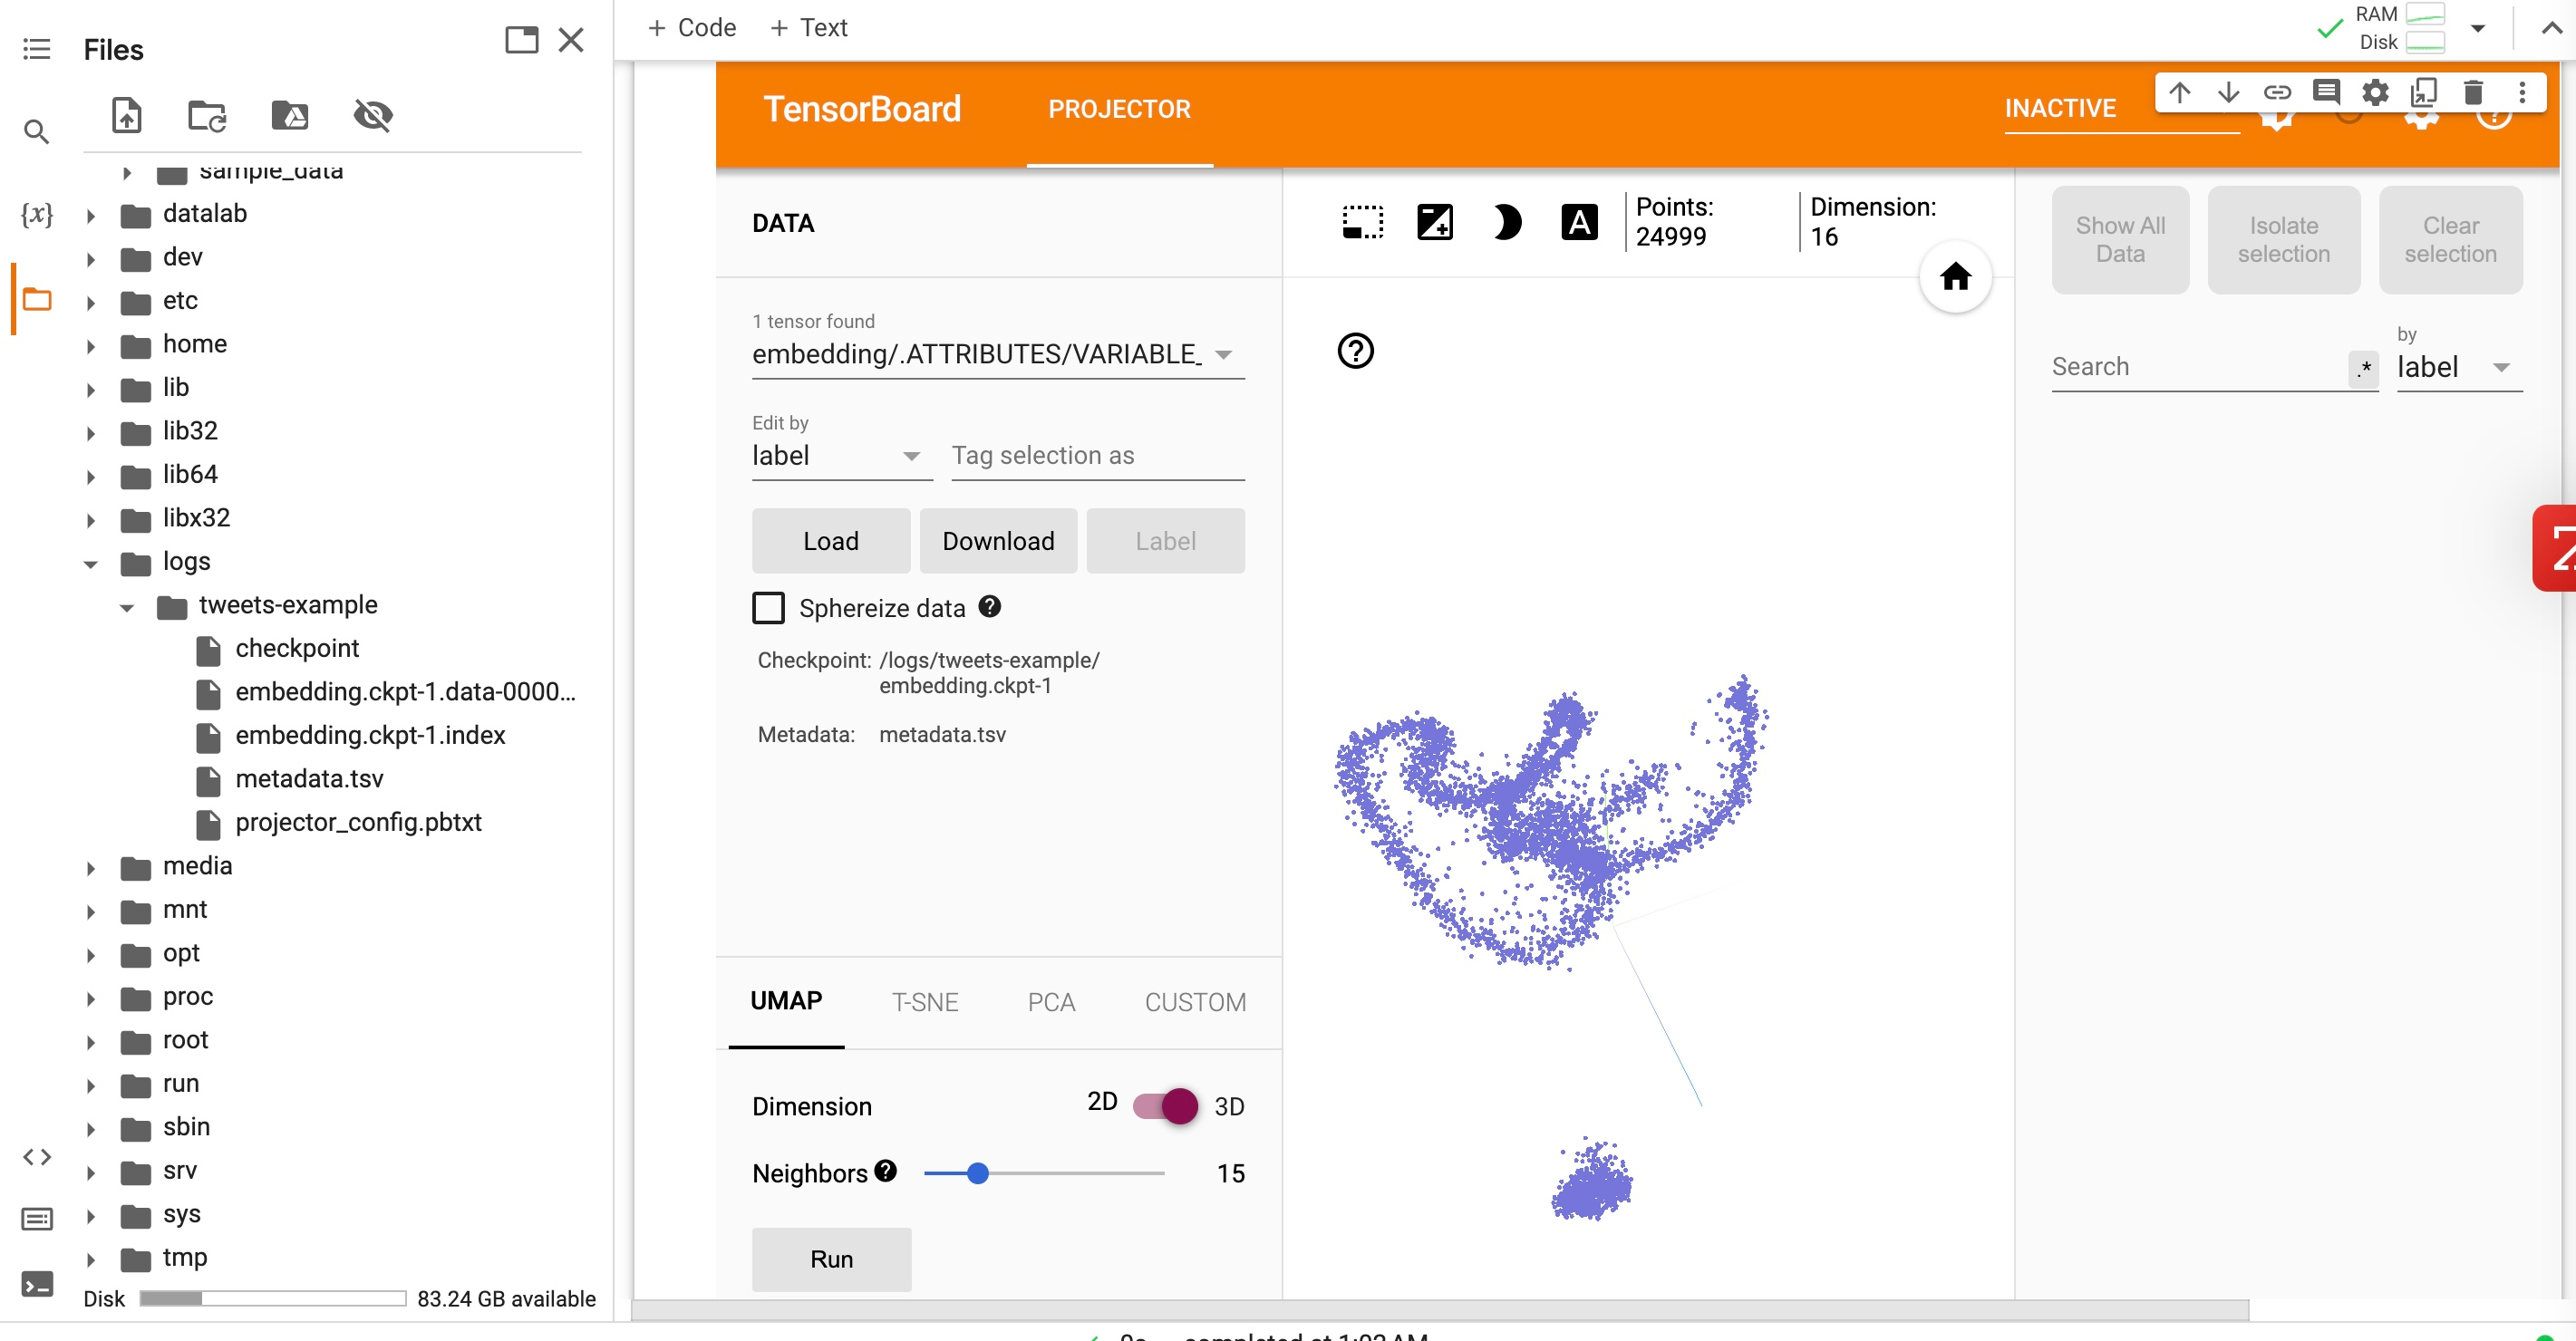 + Code + Text
RAM
Disk
Files
{x}
sample_data
datalab
dev
etc
home
lib
lib32
lib64
libx32
logs
tweets-example
checkpoint
embedding.ckpt-1.data-0000...
embedding.ckpt-1.index
metadata.tsv
projector_config.pbtxt
media
mnt
opt
proc
root
run
sbin
srv
sys
tmp
Disk 83.24 GB available
TensorBoard PROJECTOR INACTIVE
DATA
1 tensor found
embedding/.ATTRIBUTES/VARIABLE_
Edit by
label Tag selection as
Load Download Label
Sphereize data
Checkpoint: /logs/tweets-example/
embedding.ckpt-1
Metadata: metadata.tsv
UMAP T-SNE PCA CUSTOM
Dimension 2D 3D
Neighbors 15
Run
A
Points:
24999
Dimension:
16
Show All
Data
Isolate
selection
Clear
selection
Search .*
by
label
completed at 1:02 AM